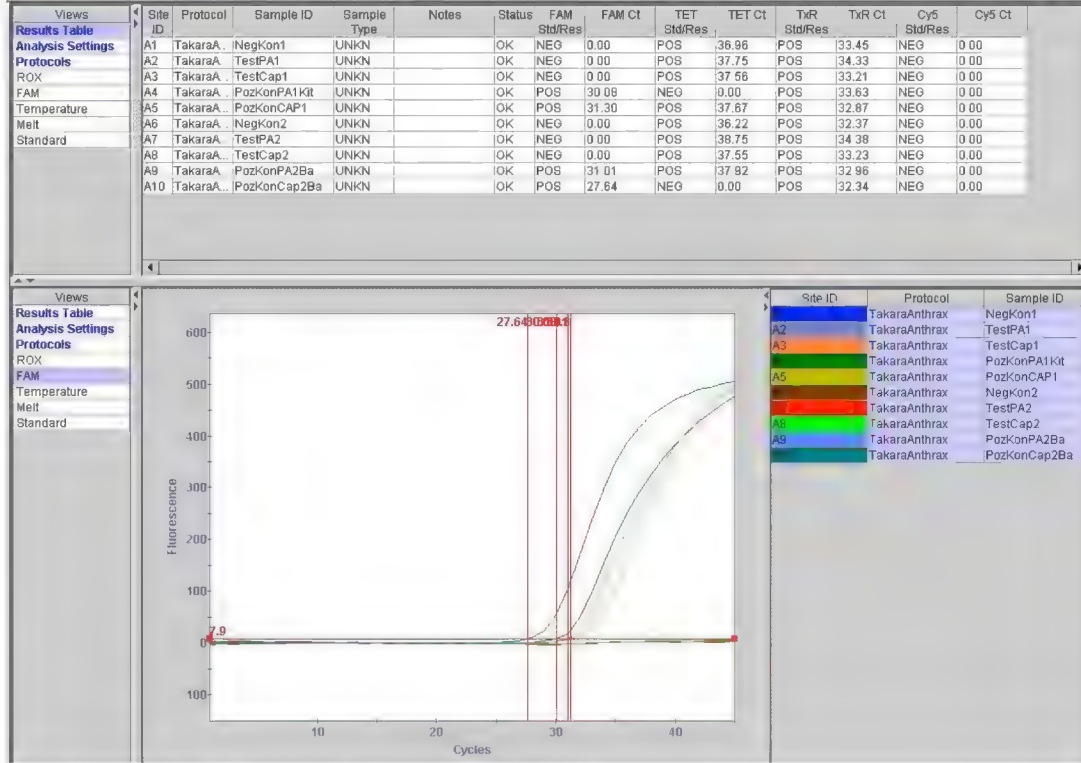 Views
Results Table
Analysis Settings
Protocols
ROX
FAM
Temperature
Melt
Standard
Site ID Protocol Sample ID Sample Type Notes Status FAM Std/Res FAM Ct TET Std/Res TET Ct TxR Std/Res TxR Ct Cy5 Std/Res Cy5 Ct
A1 TakaraA.. NegKon1 UNKN OK NEG 0.00 POS 36.96 POS 33.45 NEG 0.00
A2 TakaraA TestPA1 UNKN OK NEG 0.00 POS 37.75 POS 34.33 NEG 0.00
A3 TakaraA.. TestCap1 UNKN OK NEG 0.00 POS 37 56 POS 33.21 NEG 0.00
A4 TakaraA.. PozKonPA1Kit UNKN OK POS 30 08 NEG 0.00 POS 33.63 NEG 0.00
A5 TakaraA.. PozKonCAP1 UNKN OK POS 31.30 POS 37.67 POS 32.87 NEG 0.00
A6 TakaraA.. NegKon2 UNKN OK NEG 0.00 POS 36.22 POS 32.37 NEG 0.00
A7 TakaraA.. TestPA2 UNKN OK NEG 0 00 POS 38.75 POS 34 38 NEG 0.00
A8 TakaraA... TestCap2 UNKN OK NEG 0.00 POS 37.55 POS 33.23 NEG 0.00
A9 TakaraA PozKonPA2Ba UNKN OK POS 31 01 POS 37 92 POS 32 96 NEG 0 00
A10 TakaraA... PozKonCap2Ba UNKN OK POS 27.64 NEG 0.00 POS 32.34 NEG 0.00
Views
Results Table
Analysis Settings
Protocols
ROX
FAM
Temperature
Melt
Standard
27.64
600
500
400
300
200
100
7.9
0
100
10 20 30 40
Fluorescence
Cycles
Site ID Protocol Sample ID
TakaraAnthrax NegKon1
A2 TakaraAnthrax TestPA1
A3 TakaraAnthrax TestCap1
TakaraAnthrax PozKonPA1Kit
A5 TakaraAnthrax PozKonCAP1
TakaraAnthrax NegKon2
TakaraAnthrax TestPA2
A8 TakaraAnthrax TestCap2
A9 TakaraAnthrax PozKonPA2Ba
TakaraAnthrax PozKonCap2Ba